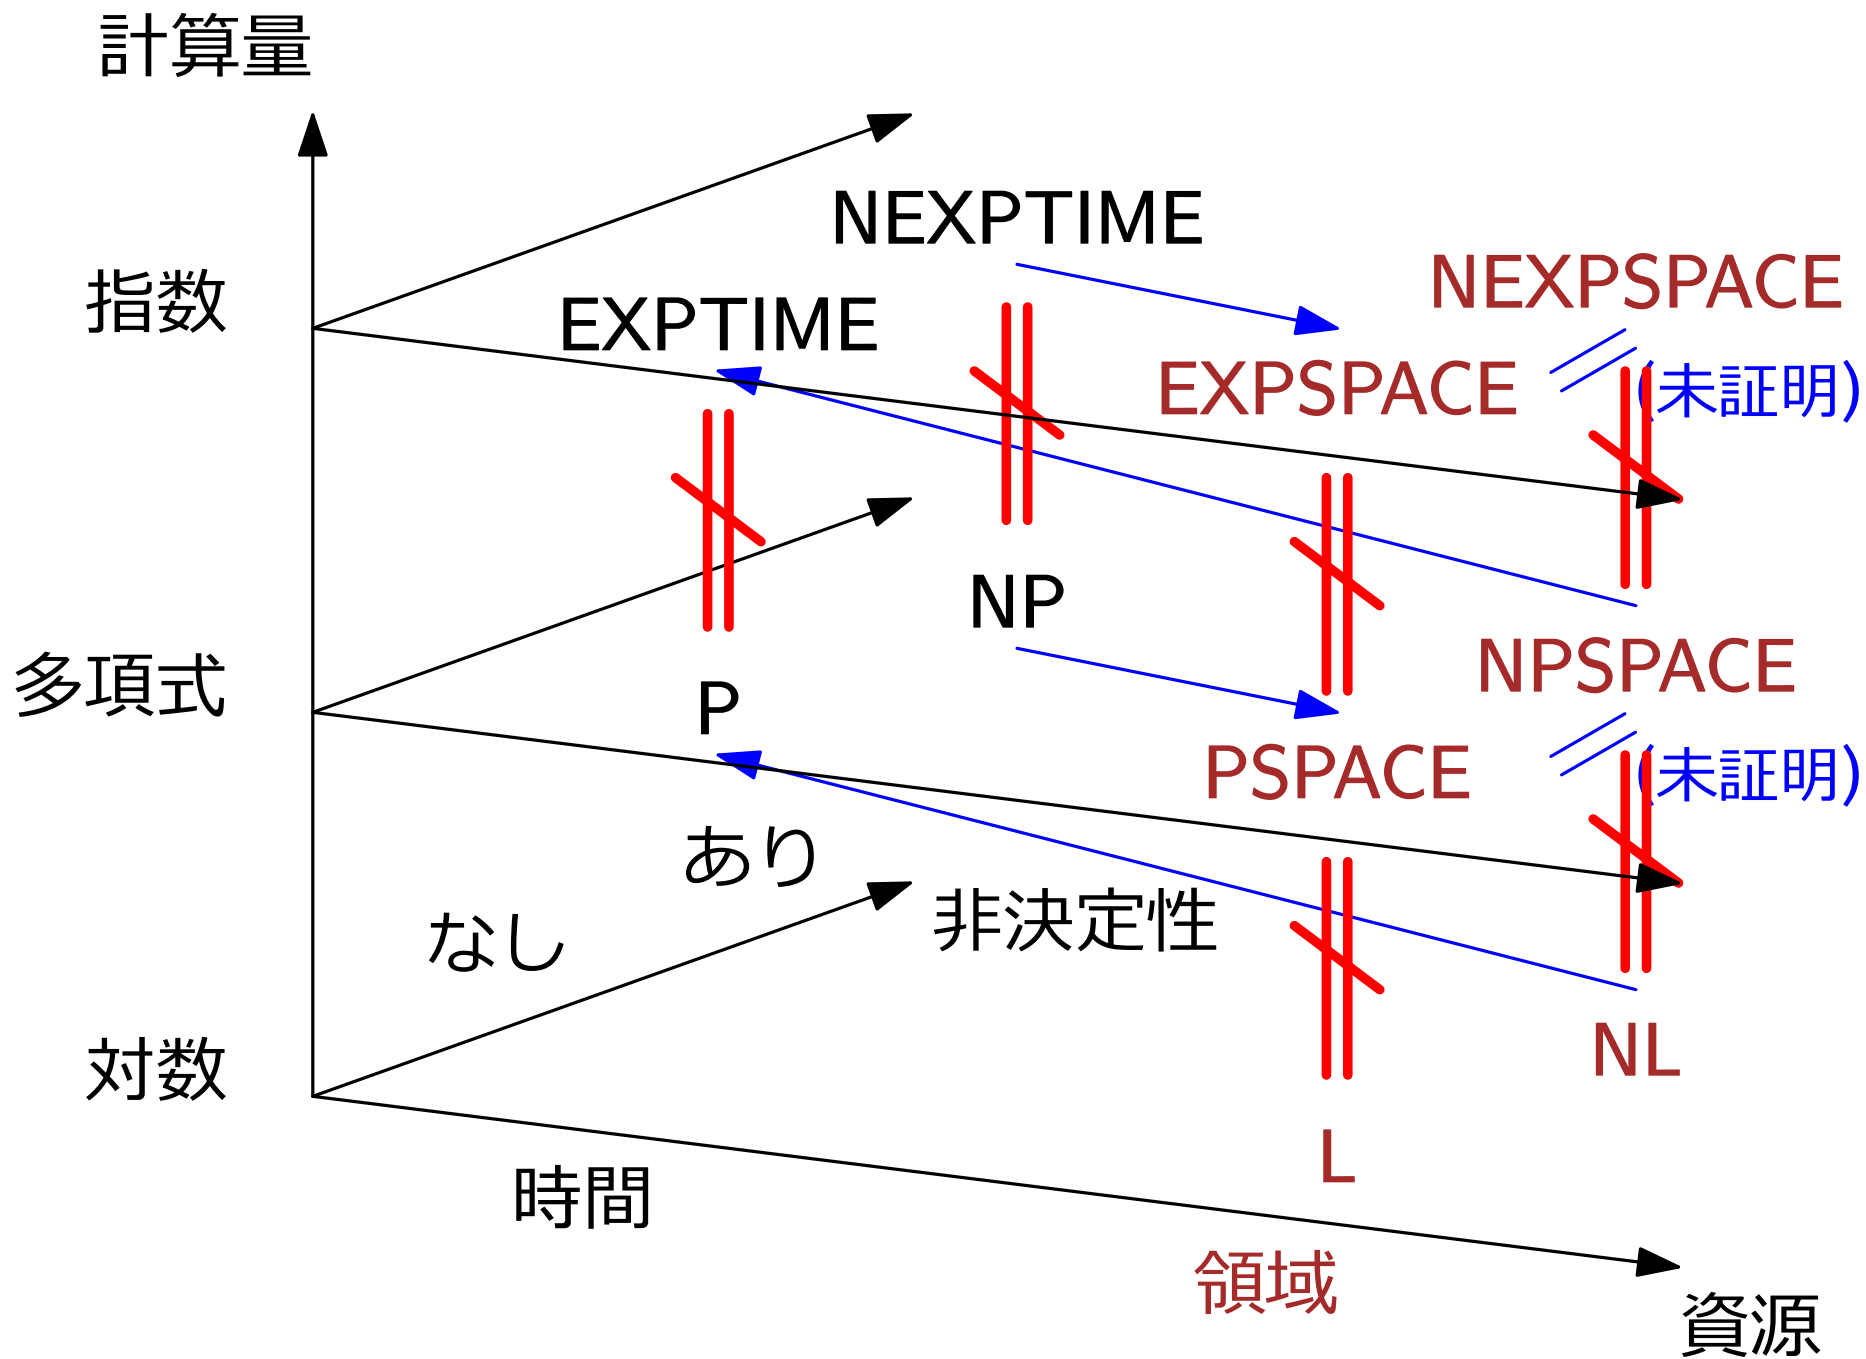 計算量
NEXPTIME
NEXPSPACE
指数
EXPTIME
EXPSPACE
(未証明)
NP
多項式
P
NPSPACE
PSPACE
(未証明)
あり
なし
非決定性
対数
NL
L
時間
領域
資源